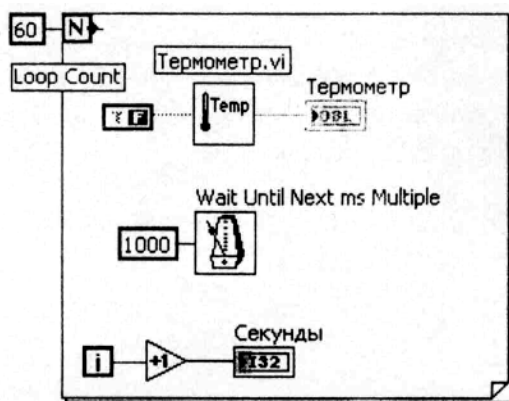 60 N
Loop Count
Термометр.vi
Temp
Термометр
T F
DBL
Wait Until Next ms Multiple
1000
Секунды
i
+1
I32